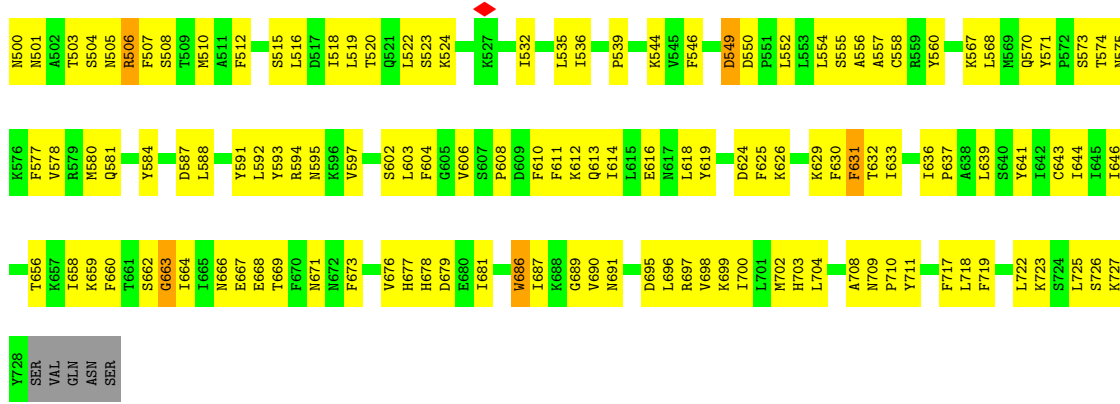 N500 N501 A502 T503 S504 N505 R506 F507 S508 T509 M510 A511 F512 S515 L516 D517 I518 L519 T520 Q521 L522 S523 K524 K527 I532 L535 I536 P539 K544 V545 F546 D549 D550 P551 L552 L553 L554 S555 A556 A557 C558 R559 Y560 K567 L568 M569 Q570 Y571 P572 S573 T574 N575
K576 F577 V578 R579 M580 Q581 Y584 D587 L588 Y591 L592 Y593 R594 N595 K596 V597 S602 L603 F604 G605 V606 S607 P608 D609 F610 F611 K612 Q613 I614 L615 E616 N617 L618 Y619 D624 F625 K626 K629 F630 F631 T632 I633 I636 P637 A638 L639 S640 Y641 I642 C643 I644 I645 I646
T656 K657 I658 K659 F660 T661 S662 G663 I664 I665 N666 E667 E668 T669 F670 N671 N672 F673 V676 H677 H678 D679 E680 I681 W686 I687 K688 G689 V690 N691 D695 L696 R697 V698 K699 I700 L701 M702 H703 L704 A708 N709 P710 Y711 F717 L718 F719 L722 K723 S724 L725 S726 K727
Y728 SER VAL GLN ASN SER